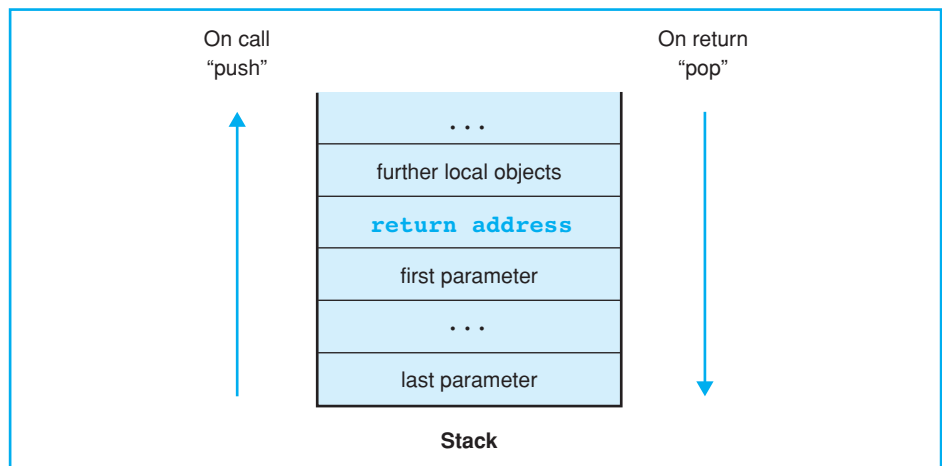 On call
“push”
On return
“pop”
...
further local objects
return address
first parameter
...
last parameter
Stack